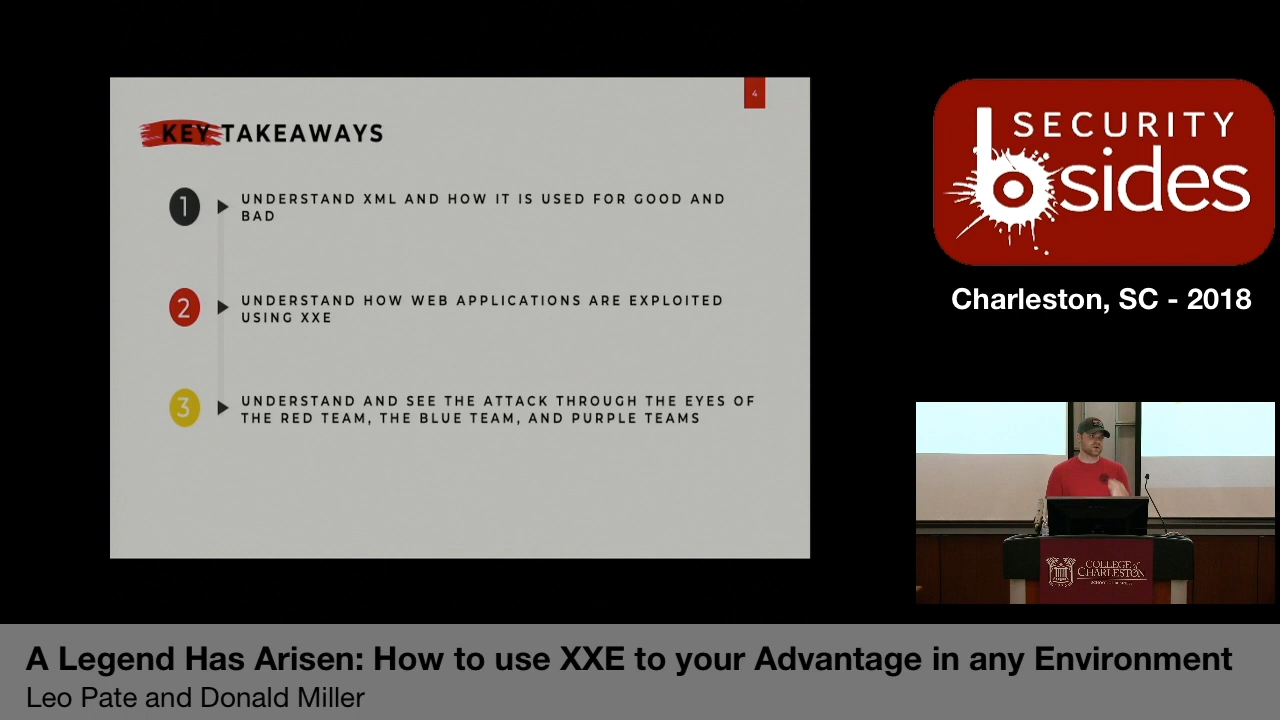 4
KEY TAKEAWAYS
1
UNDERSTAND XML AND HOW IT IS USED FOR GOOD AND
BAD
2
UNDERSTAND HOW WEB APPLICATIONS ARE EXPLOITED
USING XXE
3
UNDERSTAND AND SEE THE ATTACK THROUGH THE EYES OF
THE RED TEAM, THE BLUE TEAM, AND PURPLE TEAMS
SECURITY
bsides
Charleston, SC - 2018
COLLEGE of
CHARLESTON
A Legend Has Arisen: How to use XXE to your Advantage in any Environment
Leo Pate and Donald Miller